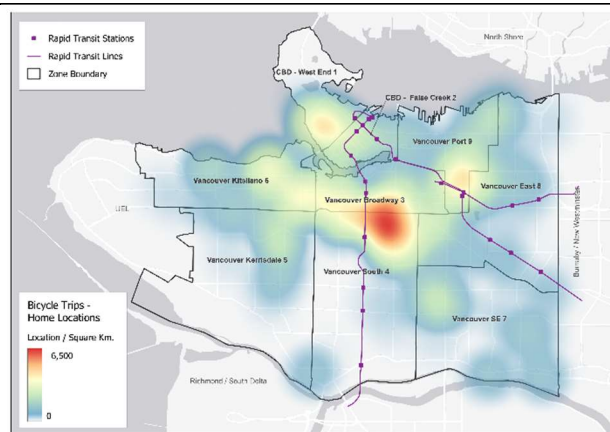 Rapid Transit Stations
Rapid Transit Lines
Zone Boundary
North Shore
CBD - West End 1
CBD - False Creek 2
Vancouver Port 9
Vancouver Kitsilano 6
Vancouver East 8
Vancouver Broadway 3
UEL
Burnaby / New Westminster
Vancouver Kerrisdale 5
Vancouver South 4
Vancouver SE 7
Richmond / South Delta
Bicycle Trips -
Home Locations
Location / Square Km.
6,500
0